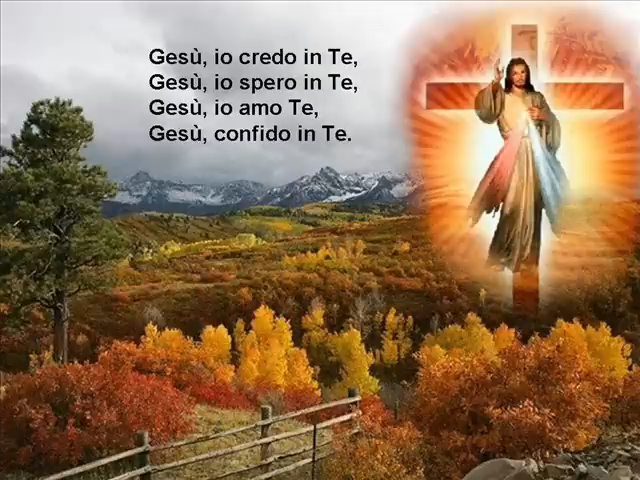 Gesù, io credo in Te,
Gesù, io spero in Te,
Gesù, io amo Te,
Gesù, confido in Te.